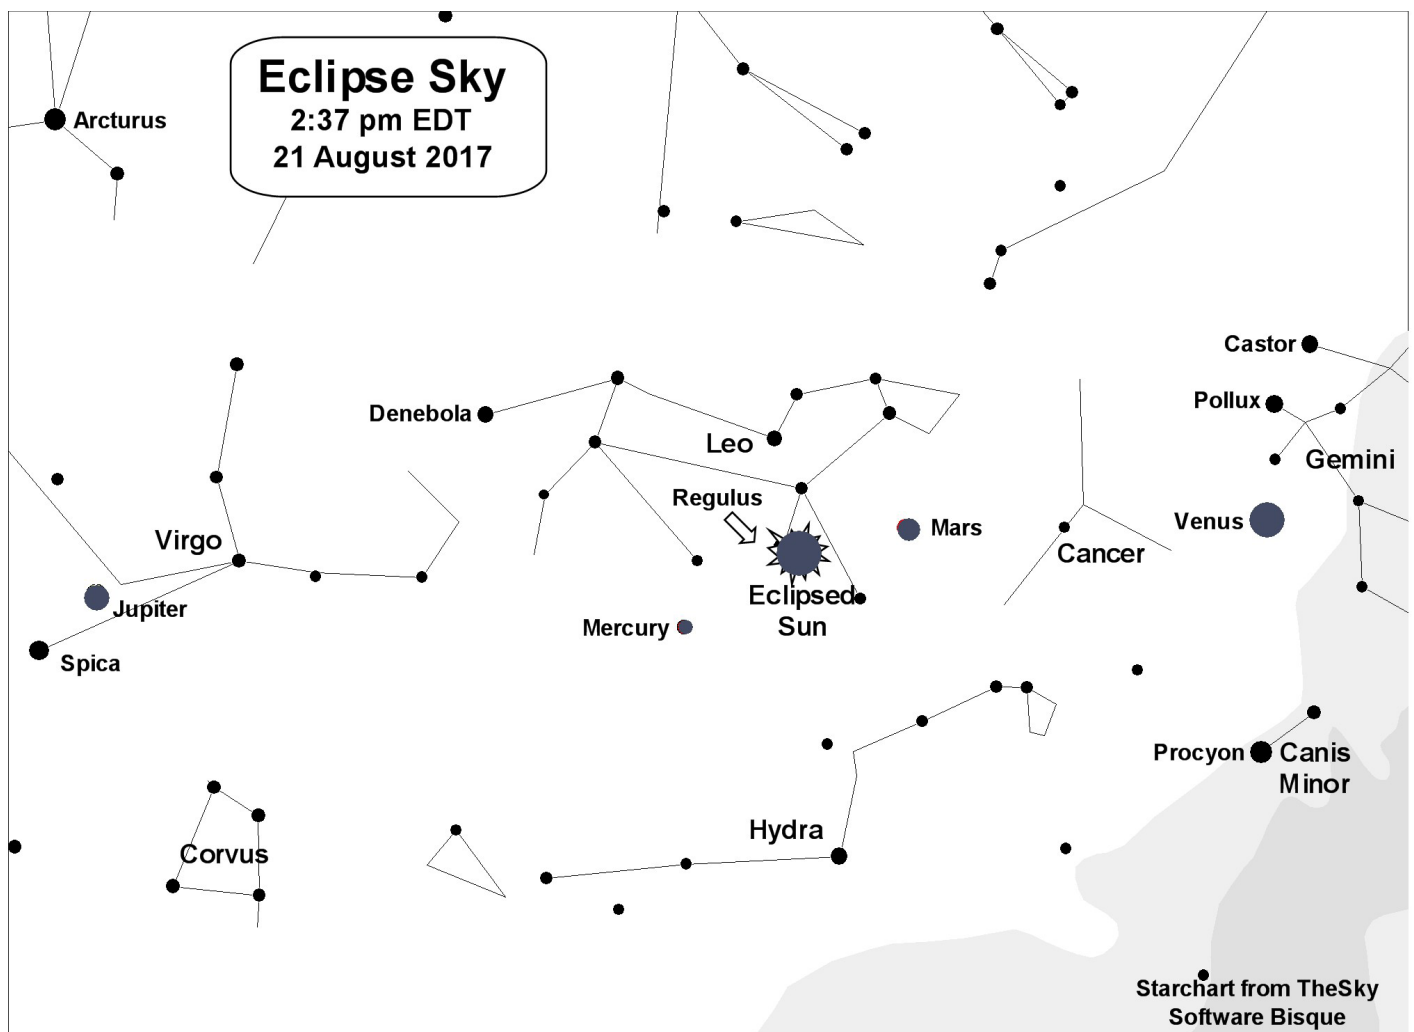 Eclipse Sky
2:37 pm EDT
21 August 2017
Arcturus
Castor
Pollux
Denebola
Leo
Gemini
Regulus
Venus
Mars
Virgo
Cancer
Jupiter
Eclipsed
Sun
Mercury
Spica
Procyon
Canis
Minor
Hydra
Corvus
Starchart from TheSky
Software Bisque